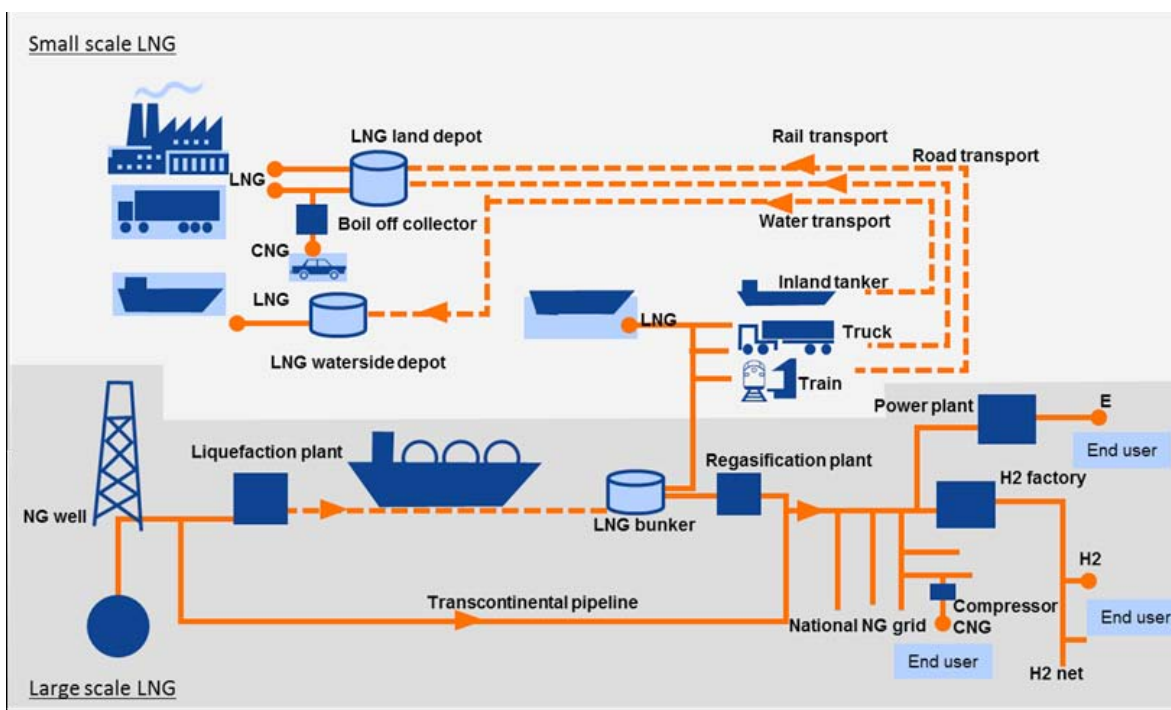 Small scale LNG
LNG land depot
Rail transport
Road transport
LNG
Boil off collector
Water transport
CNG
Inland tanker
LNG
LNG
Truck
LNG waterside depot
Train
Power plant
E
End user
Liquefaction plant
Regasification plant
H2 factory
NG well
LNG bunker
H2
Transcontinental pipeline
Compressor
National NG grid
CNG
End user
End user
H2 net
Large scale LNG